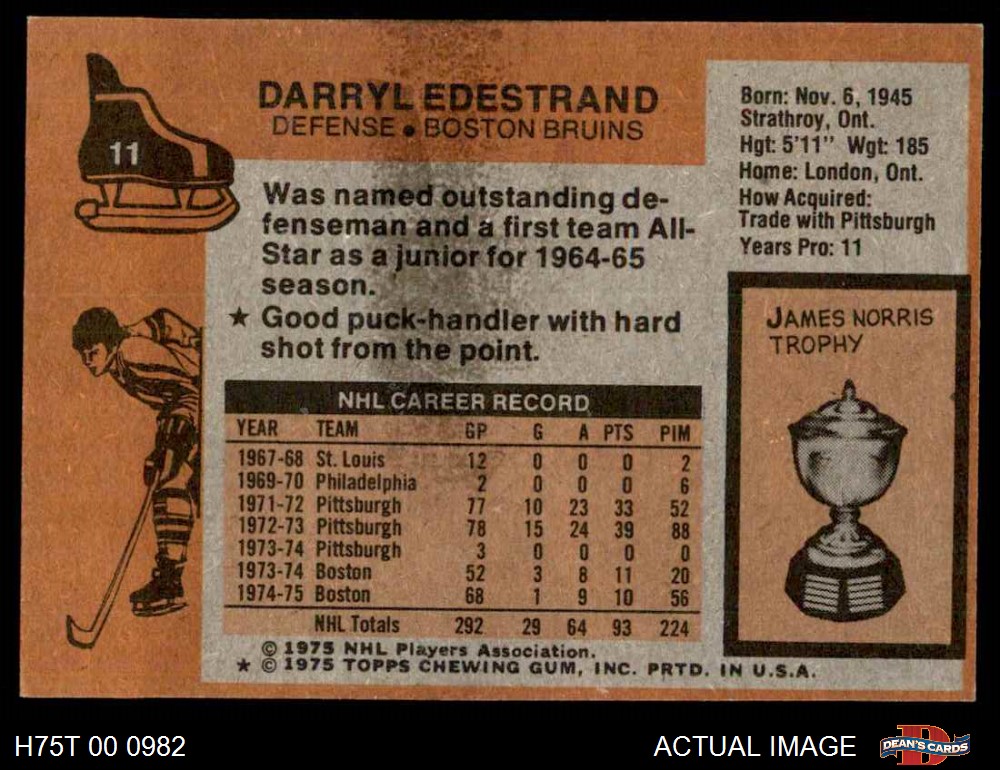 11
DARRYL EDESTRAND
DEFENSE • BOSTON BRUINS
Was named outstanding de-
fenseman and a first team All-
Star as a junior for 1964-65
season.
★ Good puck-handler with hard
shot from the point.
Born: Nov. 6, 1945
Strathroy, Ont.
Hgt: 5'11" Wgt: 185
Home: London, Ont.
How Acquired:
Trade with Pittsburgh
Years Pro: 11
JAMES NORRIS
TROPHY
NHL CAREER RECORD
YEAR TEAM GP G A PTS PIM
1967-68 St. Louis 12 0 0 0 2
1969-70 Philadelphia 2 0 0 0 6
1971-72 Pittsburgh 77 10 23 33 52
1972-73 Pittsburgh 78 15 24 39 88
1973-74 Pittsburgh 3 0 0 0 0
1973-74 Boston 52 3 8 11 20
1974-75 Boston 68 1 9 10 56
NHL Totals 292 29 64 93 224
© 1975 NHL Players Association.
★ © 1975 TOPPS CHEWING GUM, INC. PRTD. IN U.S.A.
H75T 00 0982
ACTUAL IMAGE
DEAN'S CARDS